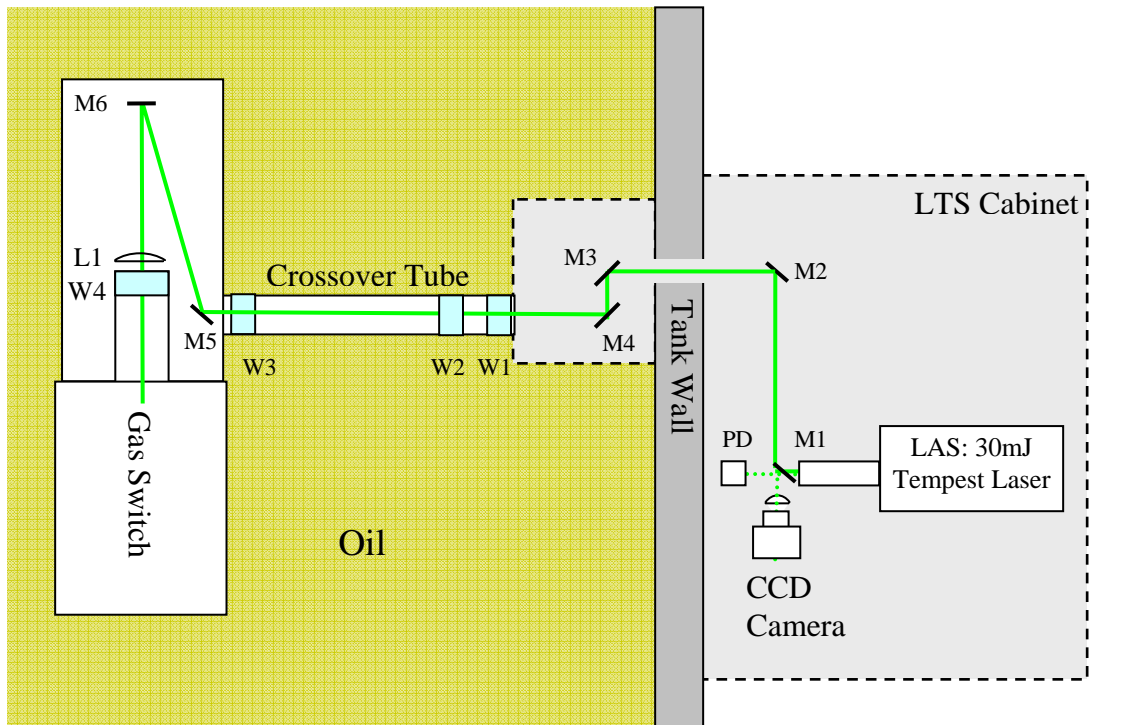 M6
LTS Cabinet
L1
Crossover Tube
M3
M2
W4
M5
M4
W3
W2
W1
Tank Wall
Gas Switch
PD
M1
LAS: 30mJ
Tempest Laser
Oil
CCD
Camera